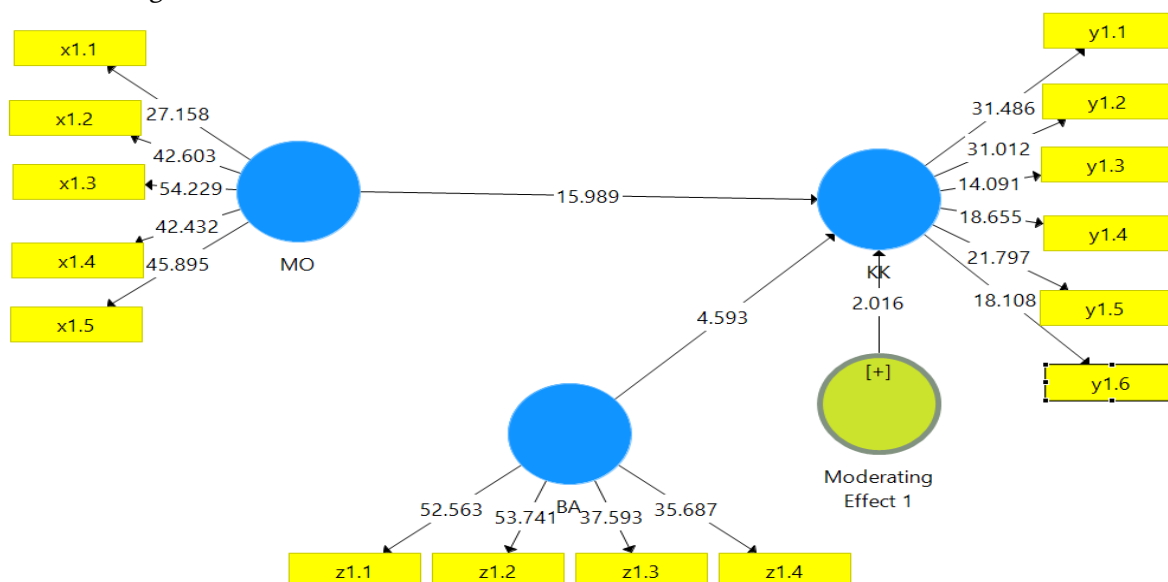 x1.1
x1.2
x1.3
x1.4
x1.5
27.158
42.603
54.229
42.432
45.895
MO
15.989
KK
31.486
31.012
14.091
18.655
21.797
18.108
y1.1
y1.2
y1.3
y1.4
y1.5
y1.6
4.593
2.016
[+]
Moderating
Effect 1
BA
52.563
53.741
37.593
35.687
z1.1
z1.2
z1.3
z1.4